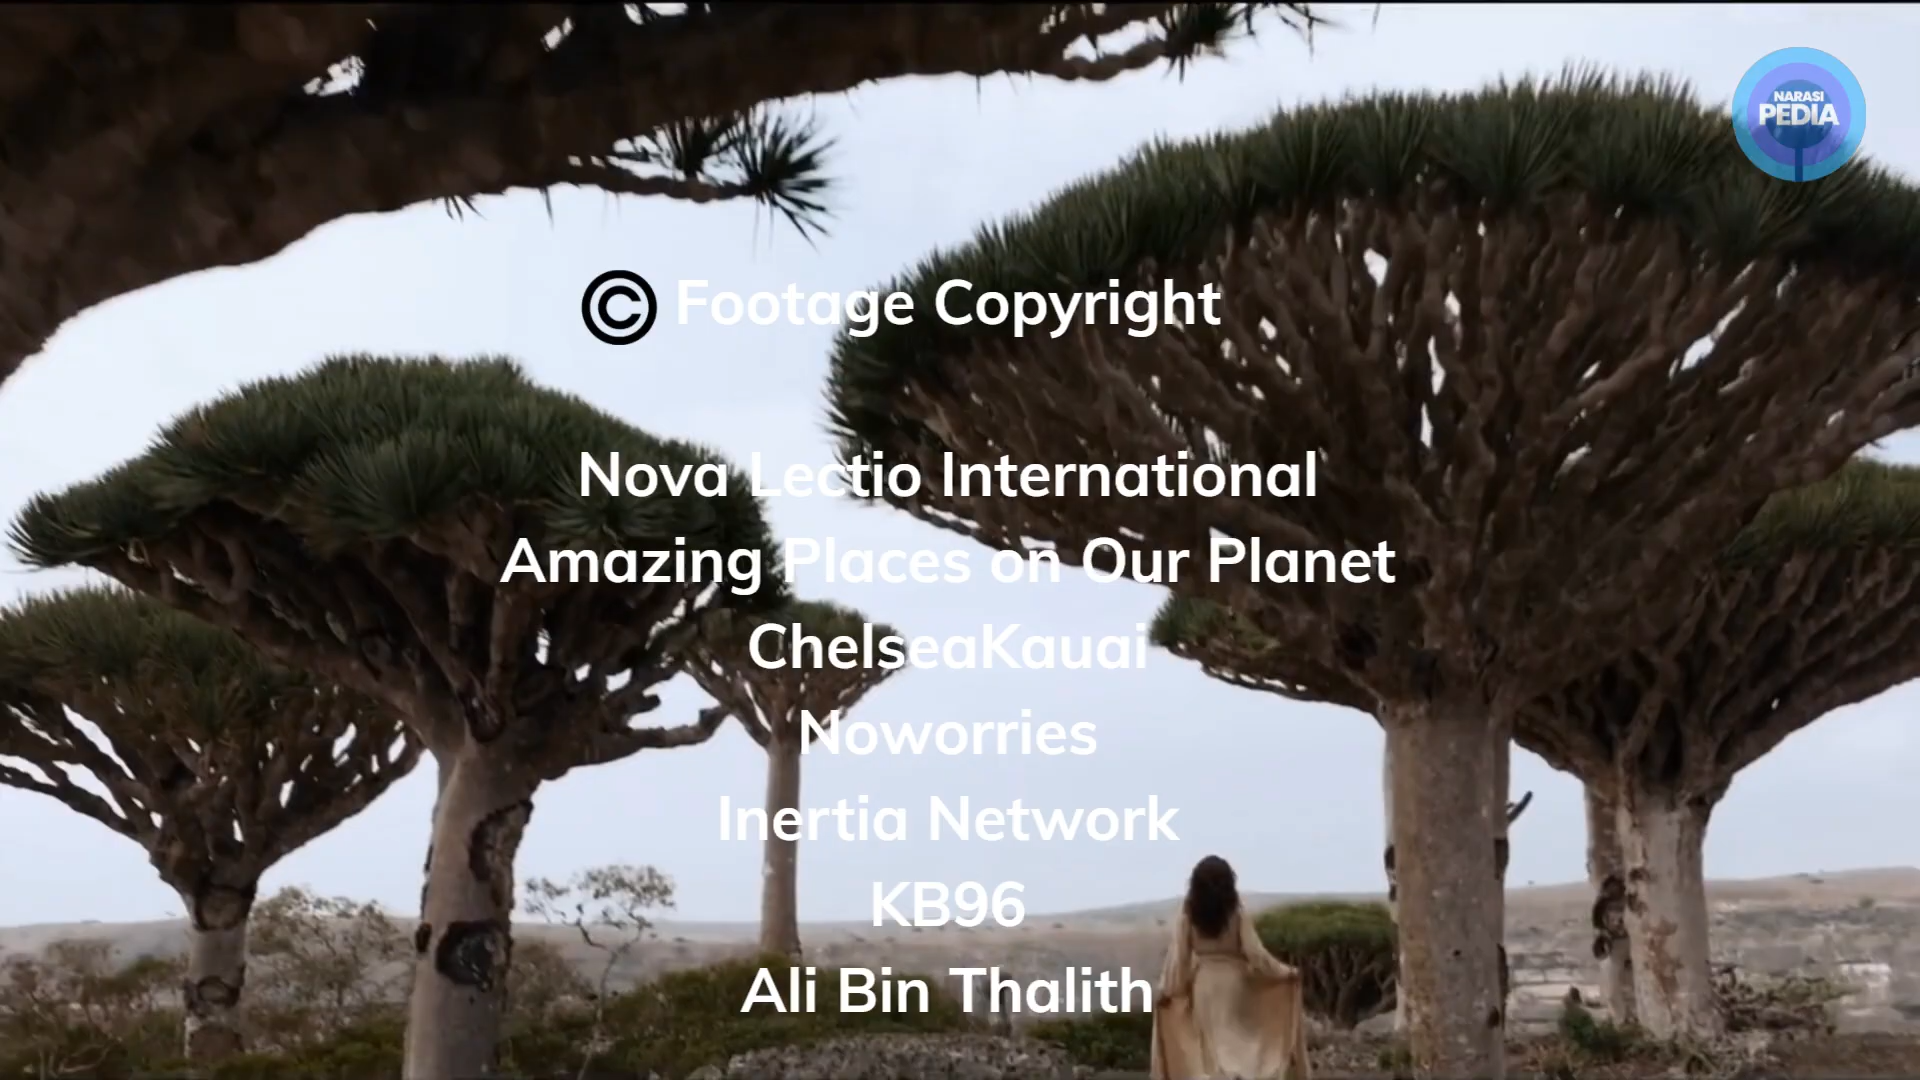 NARASI
PEDIA
© Footage Copyright
Nova Lectio International
Amazing Places on Our Planet
ChelseaKauai
Noworries
Inertia Network
KB96
Ali Bin Thalith